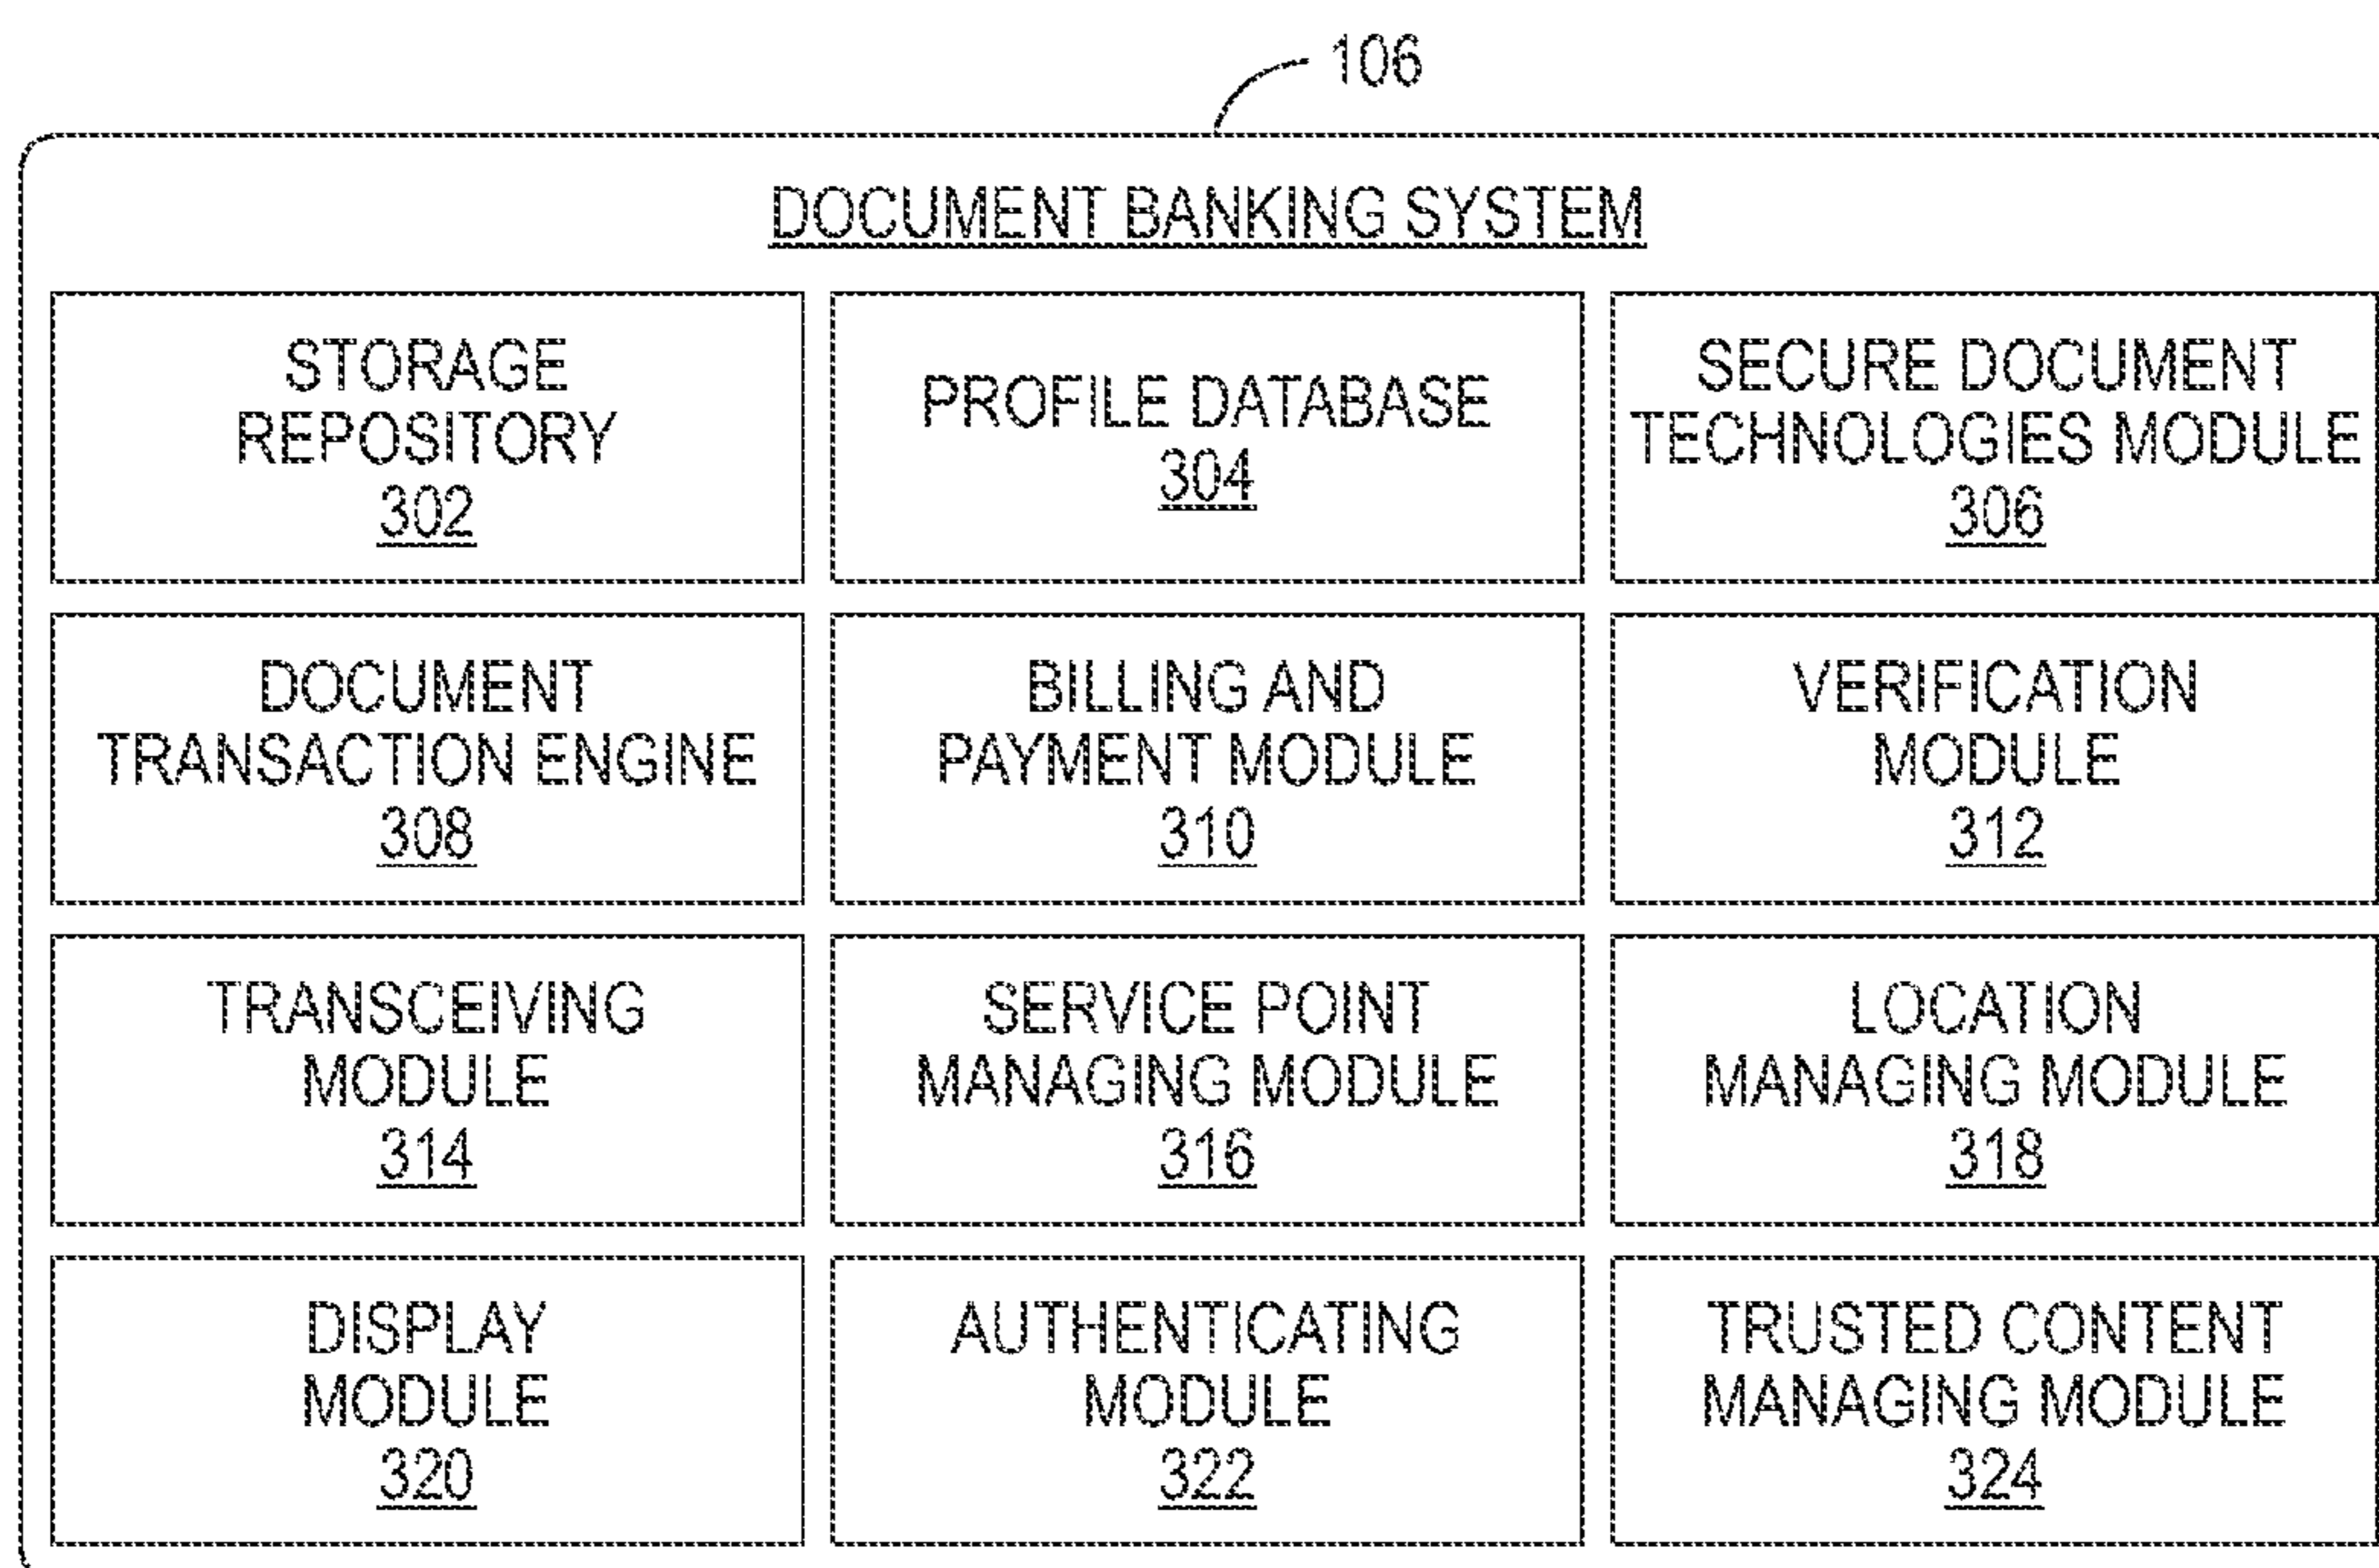 106
DOCUMENT BANKING SYSTEM
STORAGE
REPOSITORY
302
PROFILE DATABASE
304
SECURE DOCUMENT
TECHNOLOGIES MODULE
306
DOCUMENT
TRANSACTION ENGINE
308
BILLING AND
PAYMENT MODULE
310
VERIFICATION
MODULE
312
TRANSCEIVING
MODULE
314
SERVICE POINT
MANAGING MODULE
316
LOCATION
MANAGING MODULE
318
DISPLAY
MODULE
320
AUTHENTICATING
MODULE
322
TRUSTED CONTENT
MANAGING MODULE
324